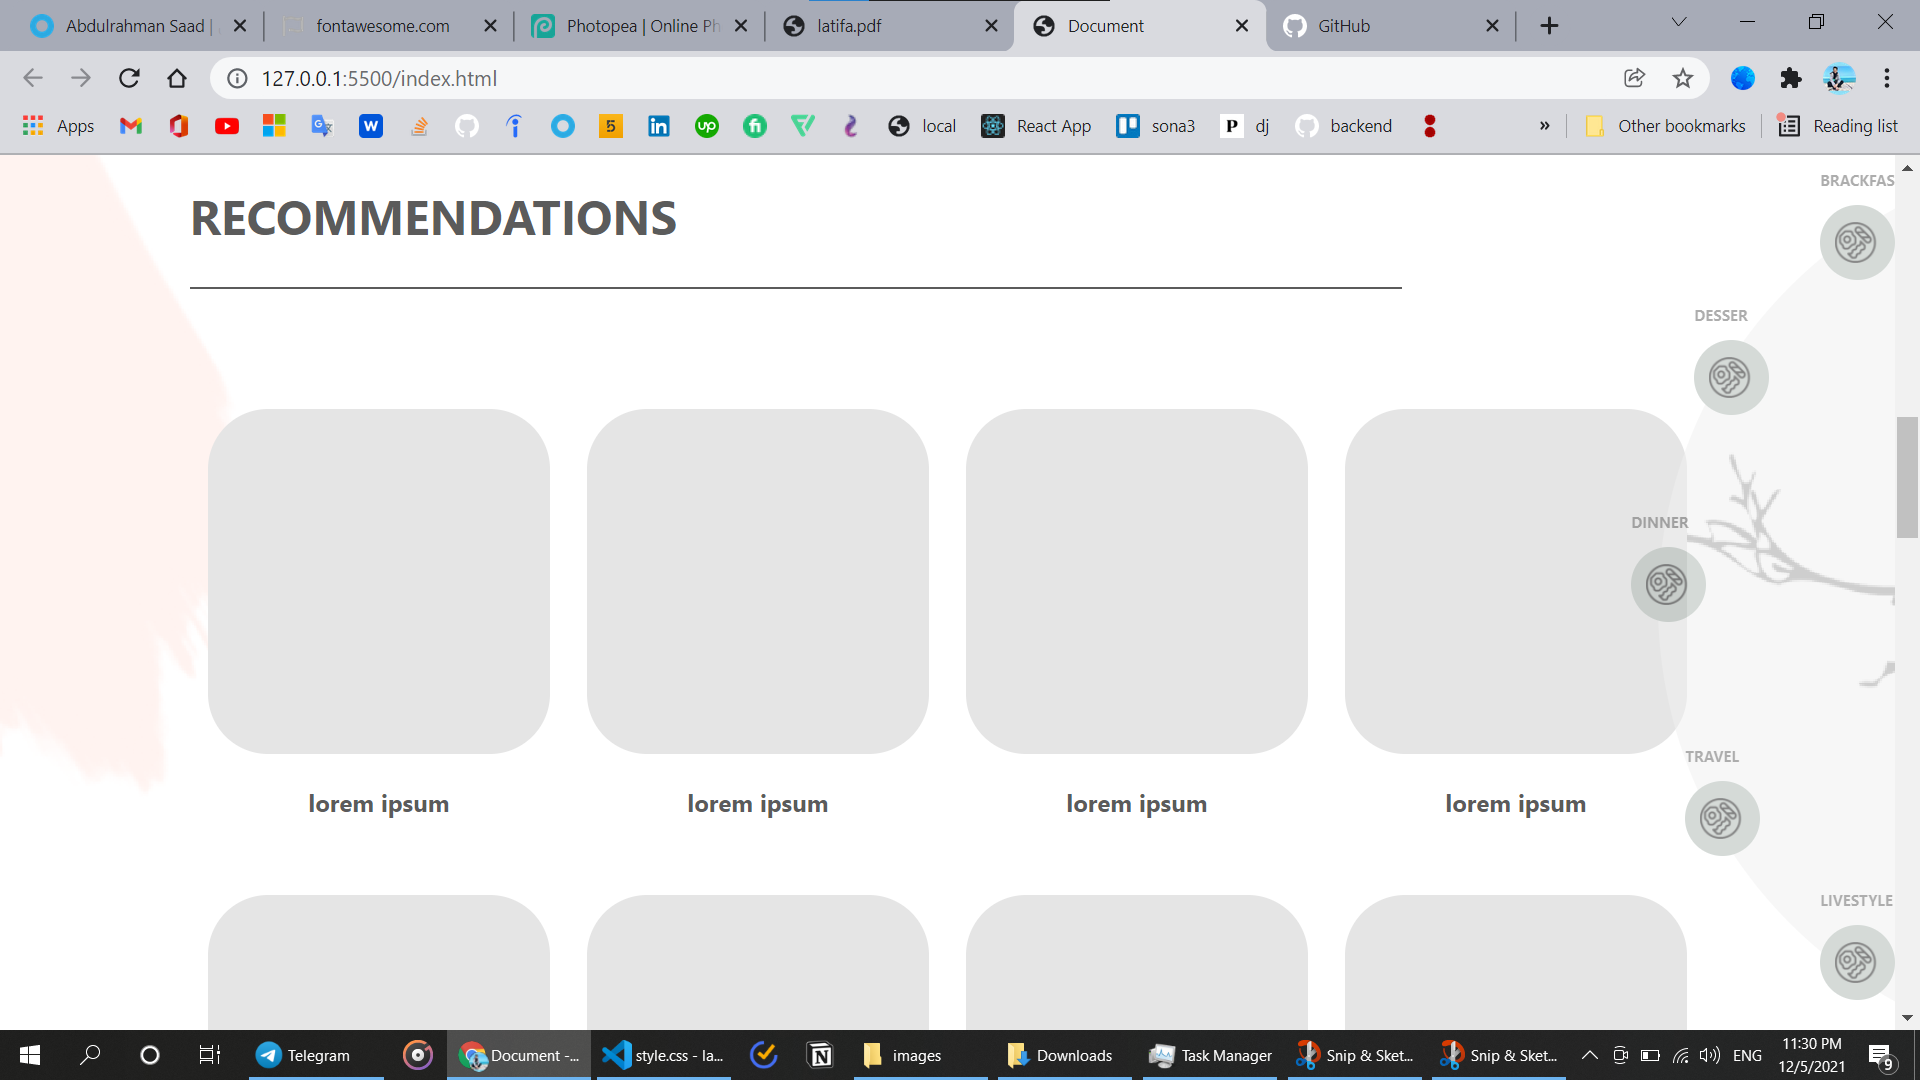 Abdulrahman Saad |
fontawesome.com
Photopea | Online Ph
latifa.pdf
Document
GitHub
127.0.0.1:5500/index.html
Apps
W
5
up
fi
local
React App
sona3
P
dj
backend
»
Other bookmarks
Reading list
RECOMMENDATIONS
BRACKFAS
DESSER
DINNER
TRAVEL
LIVESTYLE
lorem ipsum
lorem ipsum
lorem ipsum
lorem ipsum
Telegram
Document -...
style.css - la...
images
Downloads
Task Manager
Snip & Sket...
Snip & Sket...
ENG
11:30 PM
12/5/2021
9